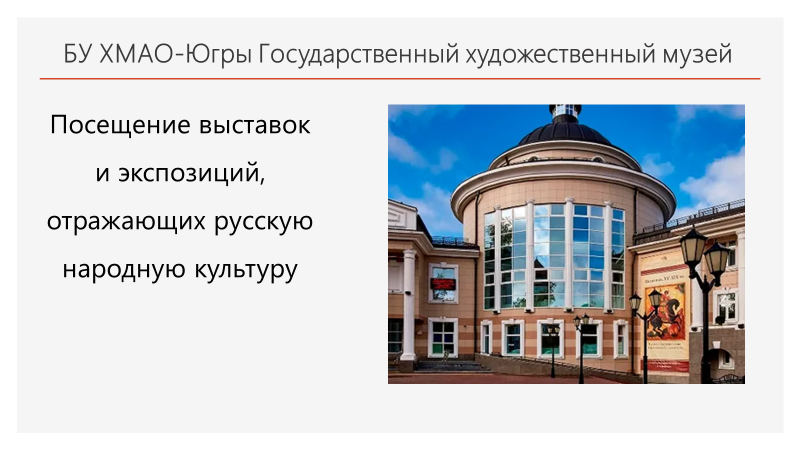 БУ ХМАО-Югры Государственный художественный музей
Посещение выставок
и экспозиций,
отражающих русскую
народную культуру